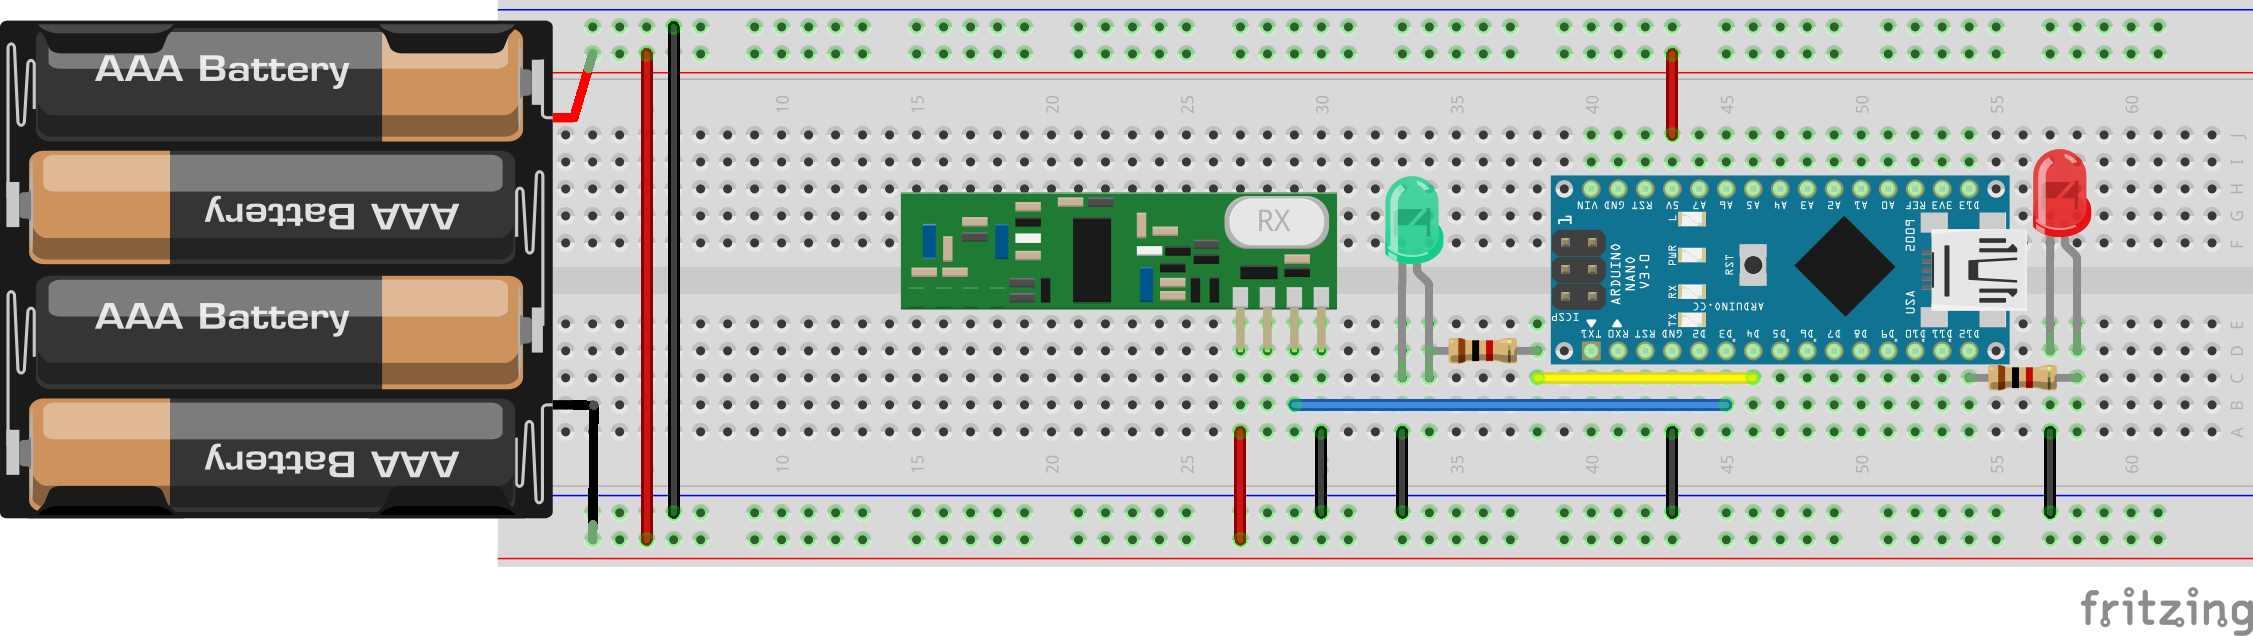 AAA Battery
AAA Battery
AAA Battery
AAA Battery
10 15 20 25 30 35 40 45 50 55 60
J
I
H
G
F
E
D
C
B
A
RX
VIN GND RST 5V A7 A6 A5 A4 A3 A2 A1 A0 REF 3V3 D13
L
PWR
RX
TX
RST
1
ICSP
ARDUINO
NANO
V3.0
ARDUINO.CC
2009
USA
TX1 RX0 RST GND D2 D3 D4 D5 D6 D7 D8 D9 D10 D11 D12
10 15 20 25 30 35 40 45 50 55 60
fritzing